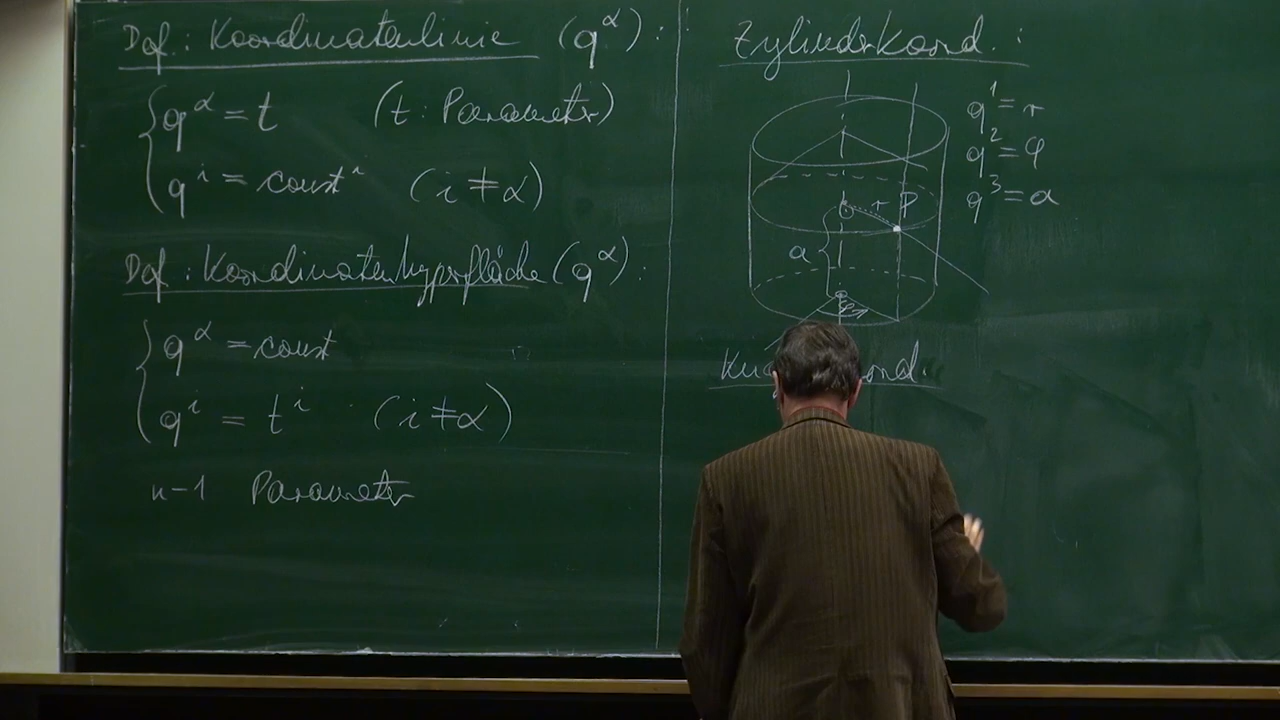 Def.: Koordinatenlinie (q^α):
q^α = t (t: Parameter)
q^i = const^i (i ≠ α)
Def.: Koordinatenhyperfläche (q^α):
q^α = const
q^i = t^i (i ≠ α)
n-1 Parameter
Zylinderkoord.:
q^1 = r
q^2 = φ
q^3 = a
r P
a
φ